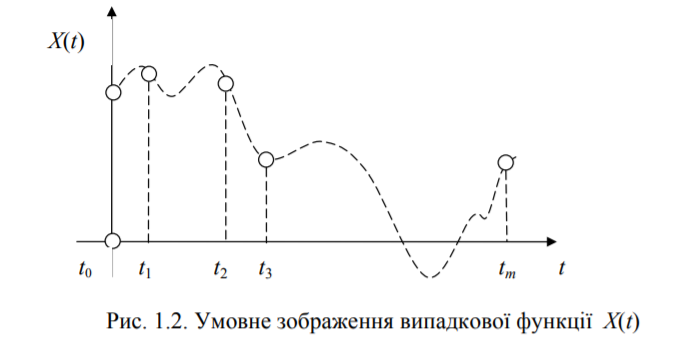 X(t)
t₀ t₁ t₂ t₃ tₘ t
Рис. 1.2. Умовне зображення випадкової функції X(t)